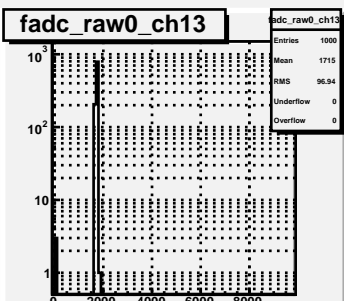 fadc_raw0_ch13
fadc_raw0_ch13
Entries 1000
Mean 1715
RMS 96.94
Underflow 0
Overflow 0
10^3
10^2
10
1
0 2000 4000 6000 8000